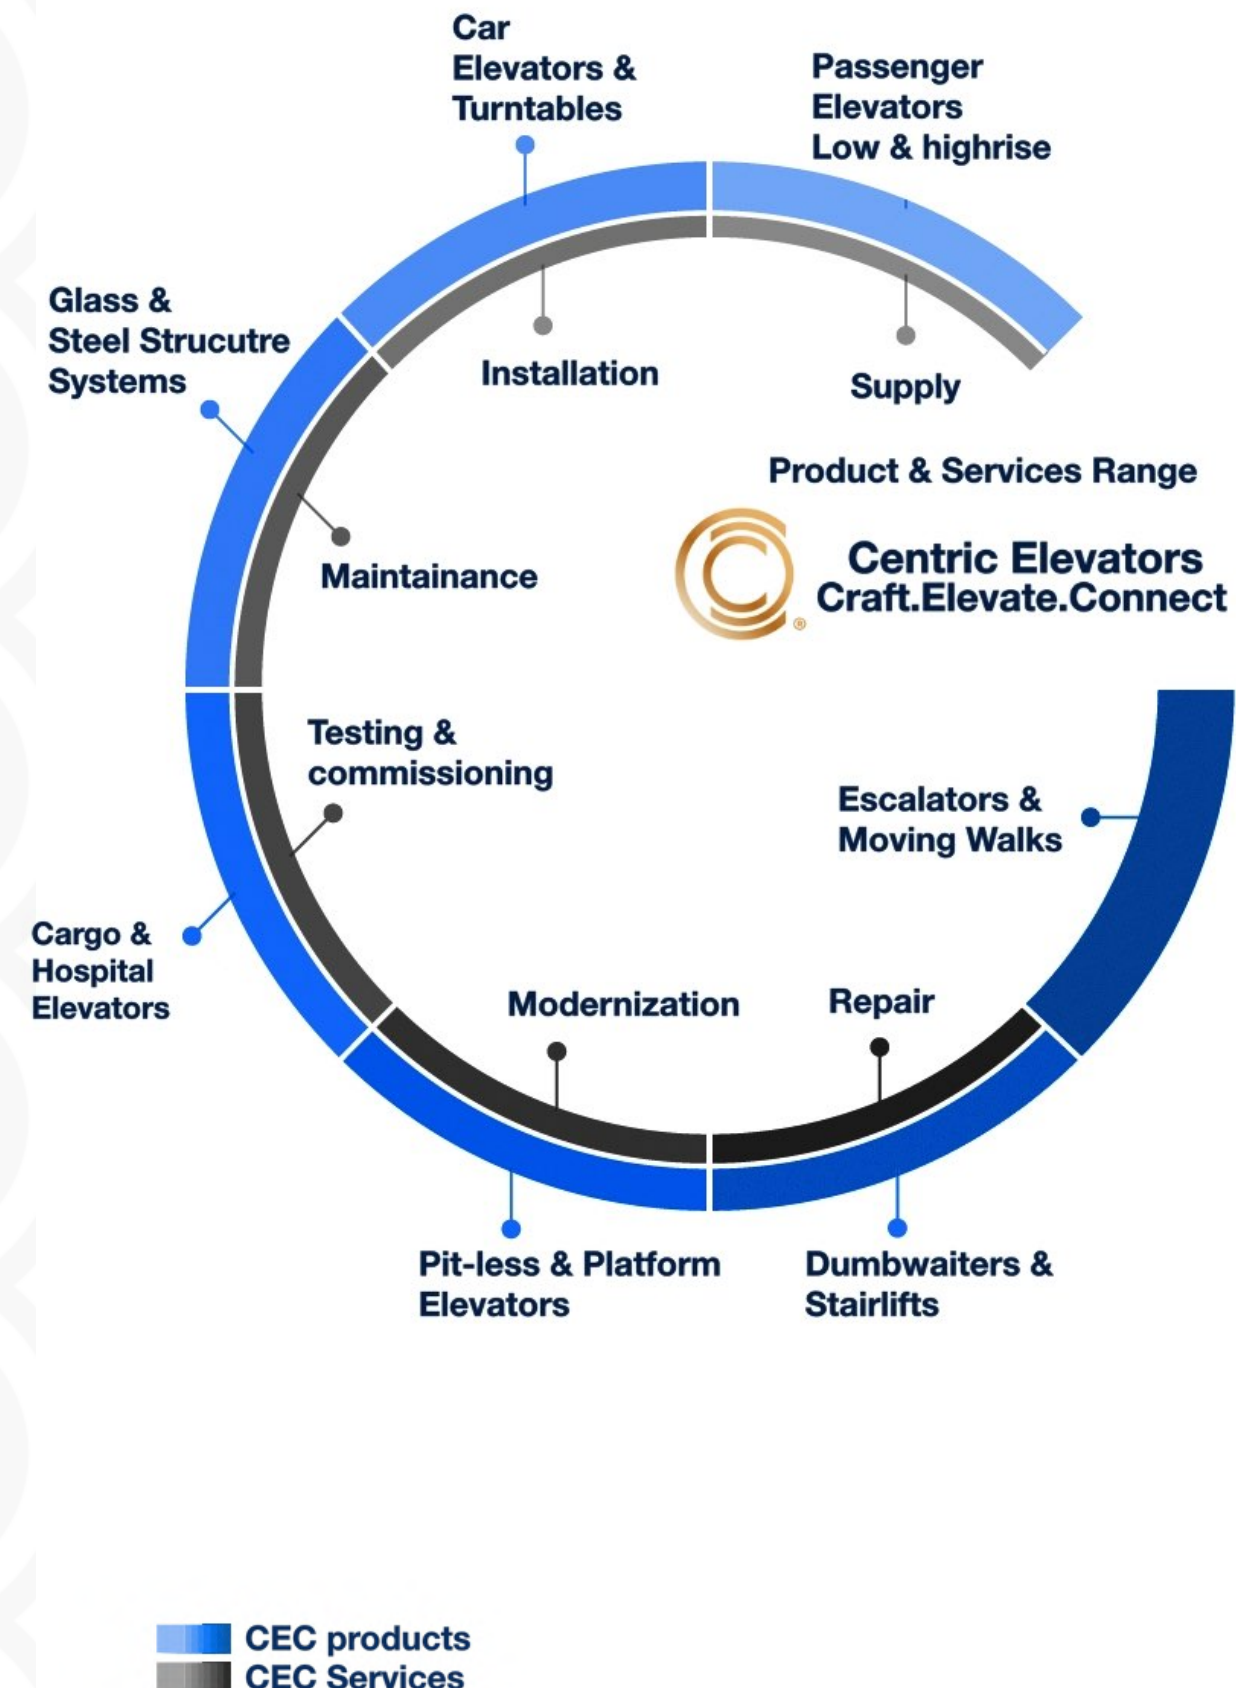 Car
Elevators &
Turntables
Passenger
Elevators
Low & highrise
Glass &
Steel Strucutre
Systems
Installation
Supply
Product & Services Range
Centric Elevators
Craft.Elevate.Connect
®
Maintainance
Testing &
commissioning
Escalators &
Moving Walks
Cargo &
Hospital
Elevators
Modernization
Repair
Pit-less & Platform
Elevators
Dumbwaiters &
Stairlifts
CEC products
CEC Services